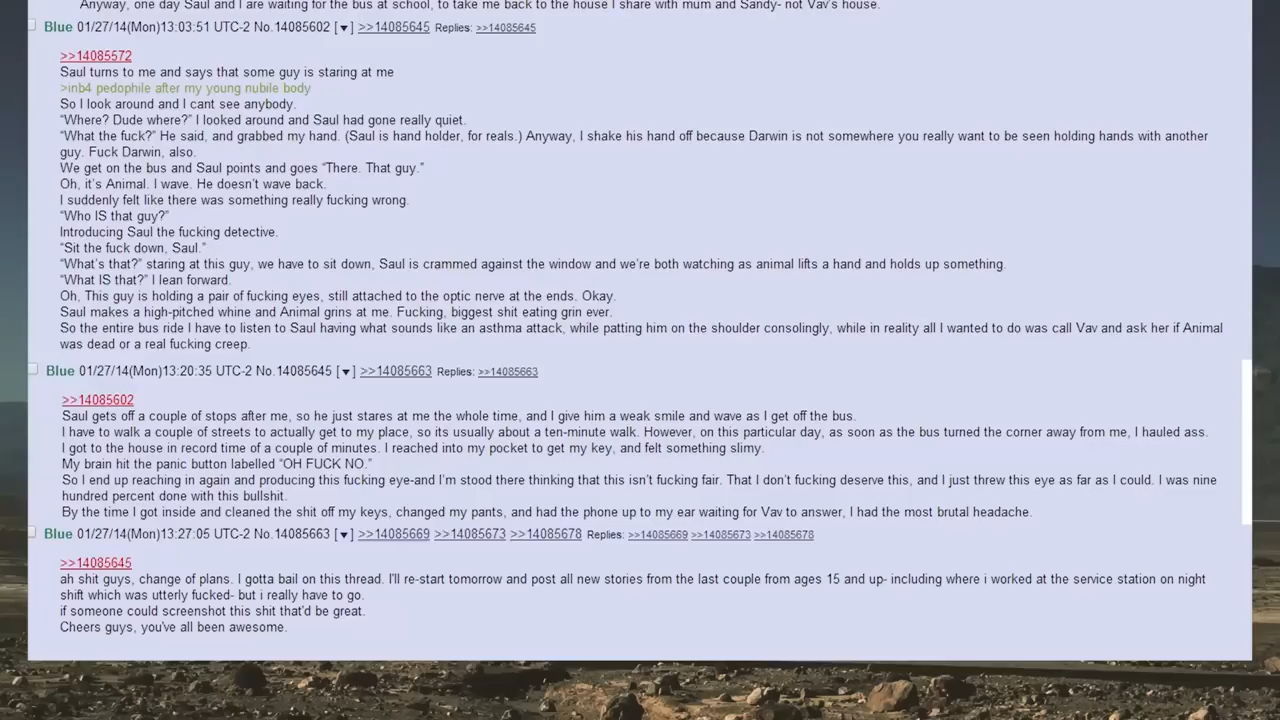 Anyway, one day Saul and I are waiting for the bus at school, to take me back to the house I share with mum and Sandy- not Vav's house.
Blue 01/27/14(Mon)13:03:51 UTC-2 No.14085602 [▼] >>14085645 Replies: >>14085645
>>14085572
Saul turns to me and says that some guy is staring at me
>inb4 pedophile after my young nubile body
So I look around and I cant see anybody.
“Where? Dude where?” I looked around and Saul had gone really quiet.
“What the fuck?” He said, and grabbed my hand. (Saul is hand holder, for reals.) Anyway, I shake his hand off because Darwin is not somewhere you really want to be seen holding hands with another
guy. Fuck Darwin, also.
We get on the bus and Saul points and goes “There. That guy.”
Oh, it’s Animal. I wave. He doesn’t wave back.
I suddenly felt like there was something really fucking wrong.
“Who IS that guy?”
Introducing Saul the fucking detective.
“Sit the fuck down, Saul.”
“What’s that?” staring at this guy, we have to sit down, Saul is crammed against the window and we’re both watching as animal lifts a hand and holds up something.
“What IS that?” I lean forward.
Oh, This guy is holding a pair of fucking eyes, still attached to the optic nerve at the ends. Okay.
Saul makes a high-pitched whine and Animal grins at me. Fucking, biggest shit eating grin ever.
So the entire bus ride I have to listen to Saul having what sounds like an asthma attack, while patting him on the shoulder consolingly, while in reality all I wanted to do was call Vav and ask her if Animal
was dead or a real fucking creep.
Blue 01/27/14(Mon)13:20:35 UTC-2 No.14085645 [▼] >>14085663 Replies: >>14085663
>>14085602
Saul gets off a couple of stops after me, so he just stares at me the whole time, and I give him a weak smile and wave as I get off the bus.
I have to walk a couple of streets to actually get to my place, so its usually about a ten-minute walk. However, on this particular day, as soon as the bus turned the corner away from me, I hauled ass.
I got to the house in record time of a couple of minutes. I reached into my pocket to get my key, and felt something slimy.
My brain hit the panic button labelled “OH FUCK NO.”
So I end up reaching in again and producing this fucking eye-and I’m stood there thinking that this isn’t fucking fair. That I don’t fucking deserve this, and I just threw this eye as far as I could. I was nine
hundred percent done with this bullshit.
By the time I got inside and cleaned the shit off my keys, changed my pants, and had the phone up to my ear waiting for Vav to answer, I had the most brutal headache.
Blue 01/27/14(Mon)13:27:05 UTC-2 No.14085663 [▼] >>14085669 >>14085673 >>14085678 Replies: >>14085669 >>14085673 >>14085678
>>14085645
ah shit guys, change of plans. I gotta bail on this thread. I'll re-start tomorrow and post all new stories from the last couple from ages 15 and up- including where i worked at the service station on night
shift which was utterly fucked- but i really have to go.
if someone could screenshot this shit that'd be great.
Cheers guys, you've all been awesome.